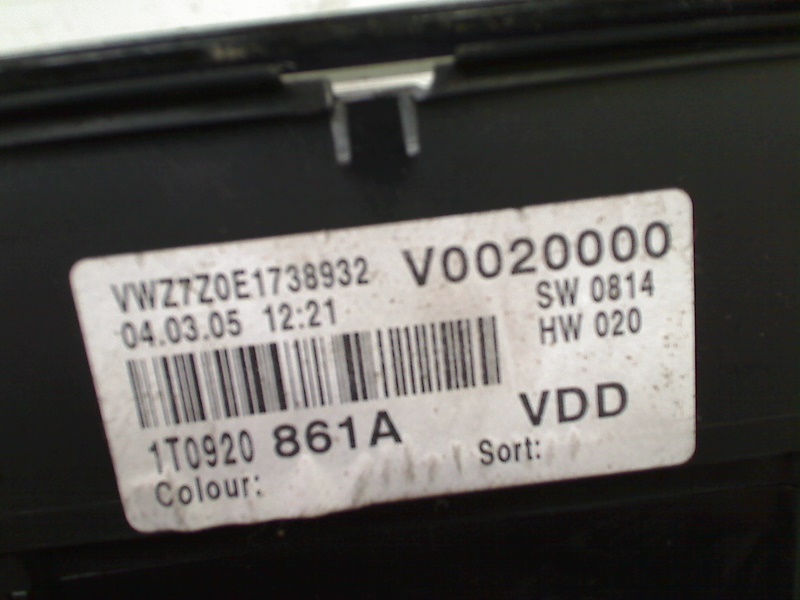 VWZ7Z0E1738932 V0020000
04.03.05 12:21 SW 0814
HW 020
1T0920 861A VDD
Colour: Sort: